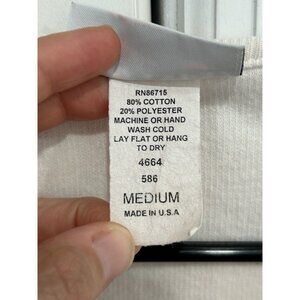 RN86715
80% COTTON
20% POLYESTER
MACHINE OR HAND
WASH COLD
LAY FLAT OR HANG
TO DRY
4664
586
MEDIUM
MADE IN U.S.A